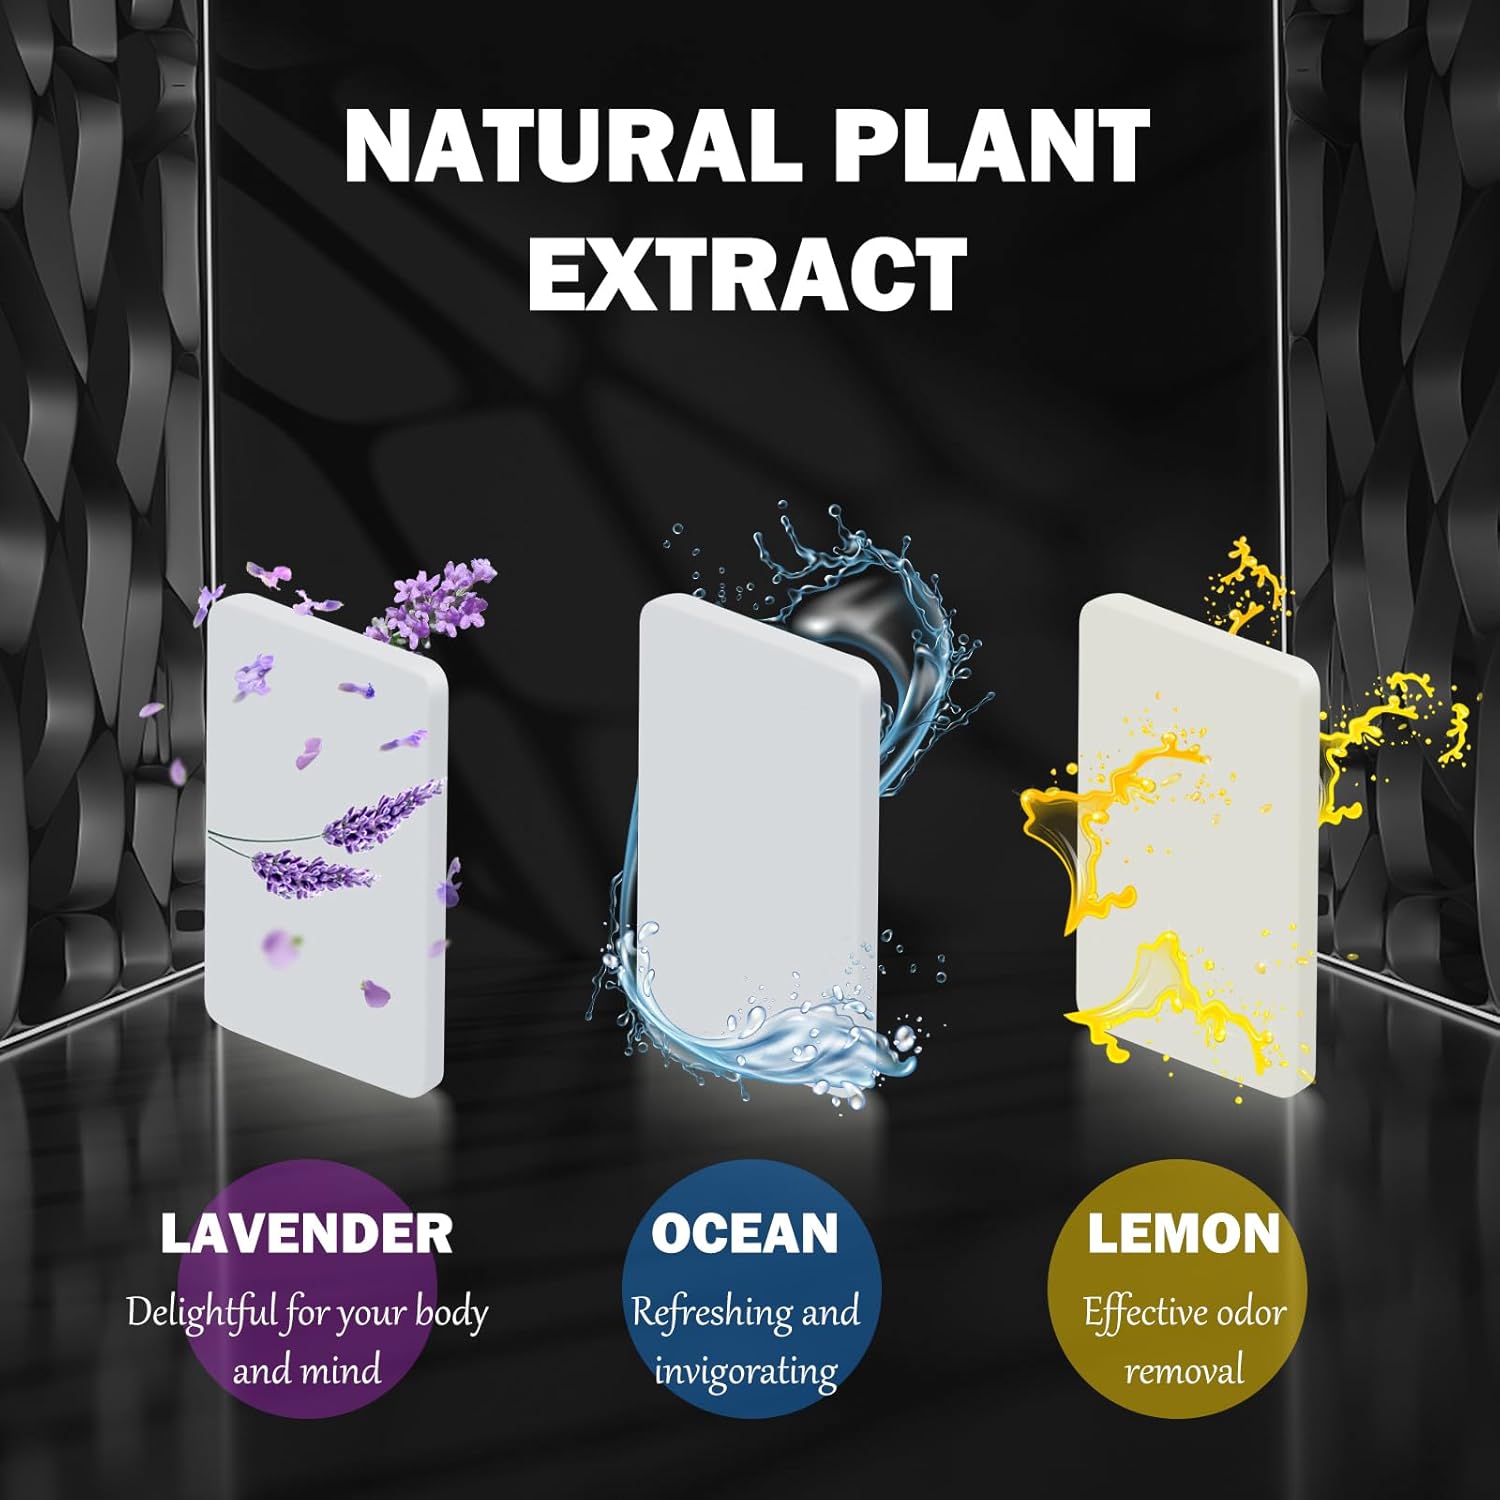 NATURAL PLANT
EXTRACT
LAVENDER
Delightful for your body
and mind
OCEAN
Refreshing and
invigorating
LEMON
Effective odor
removal